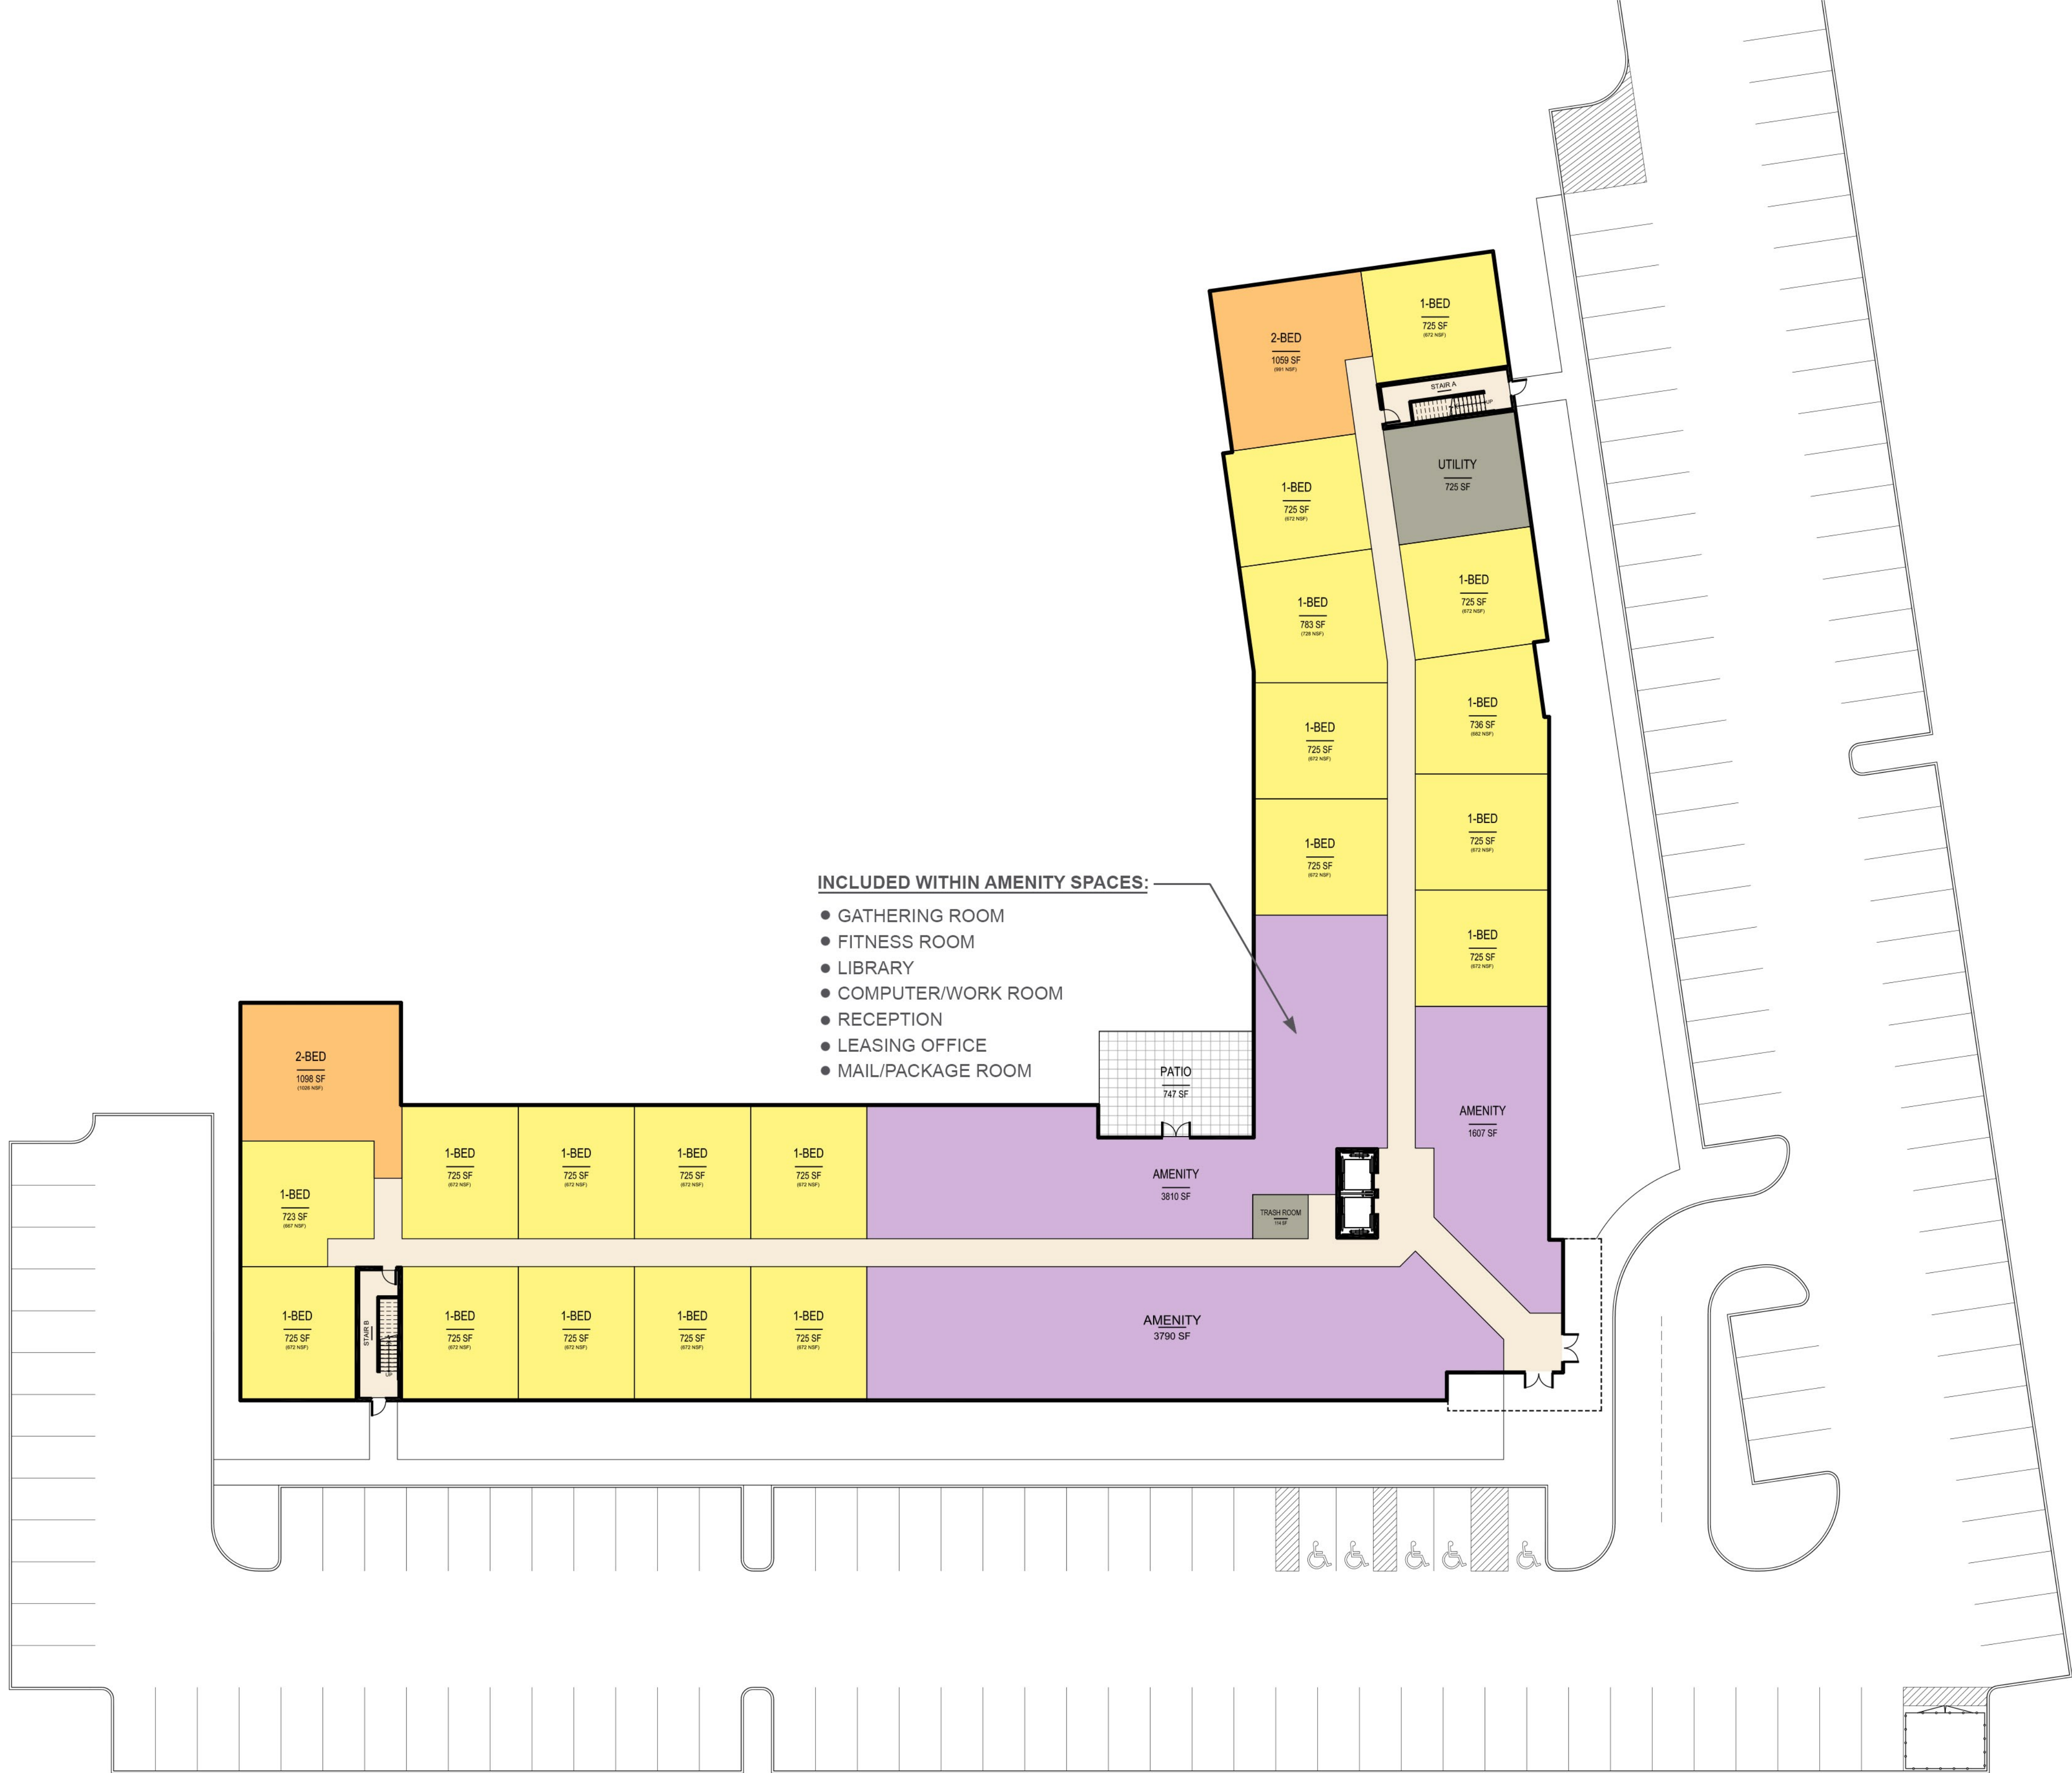 1-BED
725 SF
(672 NSF)
2-BED
1059 SF
(991 NSF)
STAIR A
UP
UTILITY
725 SF
1-BED
725 SF
(672 NSF)
1-BED
725 SF
(672 NSF)
1-BED
783 SF
(728 NSF)
1-BED
736 SF
(682 NSF)
1-BED
725 SF
(672 NSF)
1-BED
725 SF
(672 NSF)
1-BED
725 SF
(672 NSF)
1-BED
725 SF
(672 NSF)
INCLUDED WITHIN AMENITY SPACES:
● GATHERING ROOM
● FITNESS ROOM
● LIBRARY
● COMPUTER/WORK ROOM
● RECEPTION
● LEASING OFFICE
● MAIL/PACKAGE ROOM
PATIO
747 SF
AMENITY
1607 SF
2-BED
1098 SF
(1026 NSF)
1-BED
723 SF
(667 NSF)
1-BED
725 SF
(672 NSF)
1-BED
725 SF
(672 NSF)
1-BED
725 SF
(672 NSF)
1-BED
725 SF
(672 NSF)
AMENITY
3810 SF
TRASH ROOM
114 SF
1-BED
725 SF
(672 NSF)
STAIR B
UP
1-BED
725 SF
(672 NSF)
1-BED
725 SF
(672 NSF)
1-BED
725 SF
(672 NSF)
1-BED
725 SF
(672 NSF)
AMENITY
3790 SF